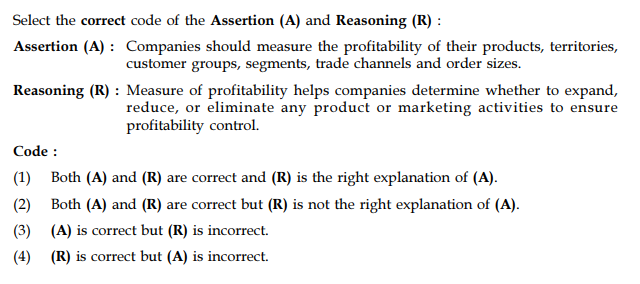 Select the correct code of the Assertion (A) and Reasoning (R) :
Assertion (A) : Companies should measure the profitability of their products, territories,
customer groups, segments, trade channels and order sizes.
Reasoning (R) : Measure of profitability helps companies determine whether to expand,
reduce, or eliminate any product or marketing activities to ensure
profitability control.
Code :
(1) Both (A) and (R) are correct and (R) is the right explanation of (A).
(2) Both (A) and (R) are correct but (R) is not the right explanation of (A).
(3) (A) is correct but (R) is incorrect.
(4) (R) is correct but (A) is incorrect.